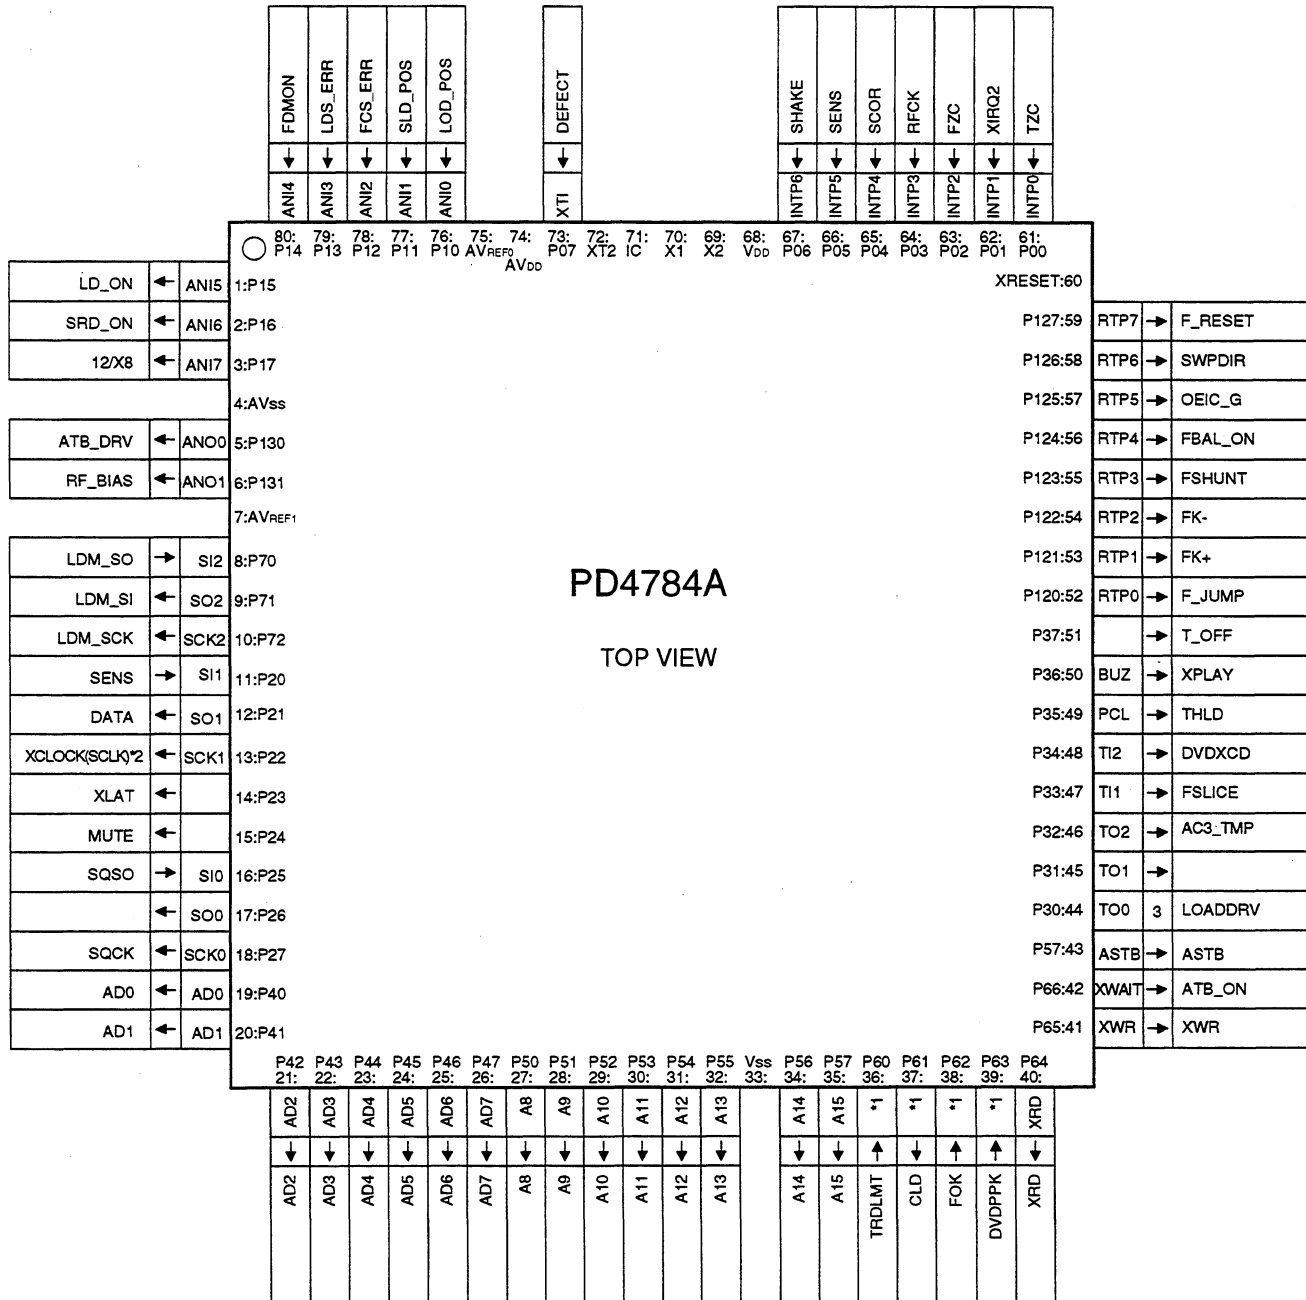 FDMON LDS_ERR FCS_ERR SLD_POS LOD_POS DEFECT SHAKE SENS SCOR RFCK FZC XIRQ2 TZC
ANI4 ANI3 ANI2 ANI1 ANI0 XTI INTP6 INTP5 INTP4 INTP3 INTP2 INTP1 INTP0
80: 79: 78: 77: 76: 75: 74: 73: 72: 71: 70: 69: 68: 67: 66: 65: 64: 63: 62: 61:
P14 P13 P12 P11 P10 AVREF0 AVDD P07 XT2 IC X1 X2 VDD P06 P05 P04 P03 P02 P01 P00
XRESET:60
LD_ON ← ANI5 1:P15
SRD_ON ← ANI6 2:P16
12/X8 ← ANI7 3:P17
4:AVss
ATB_DRV ← ANO0 5:P130
RF_BIAS ← ANO1 6:P131
7:AVREF1
LDM_SO → SI2 8:P70
LDM_SI ← SO2 9:P71
LDM_SCK ← SCK2 10:P72
SENS → SI1 11:P20
DATA ← SO1 12:P21
XCLOCK(SCLK)*2 ← SCK1 13:P22
XLAT ← 14:P23
MUTE ← 15:P24
SQSO → SI0 16:P25
← SO0 17:P26
SQCK ← SCK0 18:P27
AD0 ← AD0 19:P40
AD1 ← AD1 20:P41
PD4784A
TOP VIEW
P127:59 RTP7 → F_RESET
P126:58 RTP6 → SWPDIR
P125:57 RTP5 → OEIC_G
P124:56 RTP4 → FBAL_ON
P123:55 RTP3 → FSHUNT
P122:54 RTP2 → FK-
P121:53 RTP1 → FK+
P120:52 RTP0 → F_JUMP
P37:51 → T_OFF
P36:50 BUZ → XPLAY
P35:49 PCL → THLD
P34:48 TI2 → DVDXCD
P33:47 TI1 → FSLICE
P32:46 TO2 → AC3_TMP
P31:45 TO1 →
P30:44 TO0 3 LOADDRV
P57:43 ASTB → ASTB
P66:42 XWAIT → ATB_ON
P65:41 XWR → XWR
P42 P43 P44 P45 P46 P47 P50 P51 P52 P53 P54 P55 Vss P56 P57 P60 P61 P62 P63 P64
21: 22: 23: 24: 25: 26: 27: 28: 29: 30: 31: 32: 33: 34: 35: 36: 37: 38: 39: 40:
AD2 AD3 AD4 AD5 AD6 AD7 A8 A9 A10 A11 A12 A13 A14 A15 *1 *1 *1 *1 XRD
AD2 AD3 AD4 AD5 AD6 AD7 A8 A9 A10 A11 A12 A13 A14 A15 TRDLMT CLD FOK DVDPPK XRD